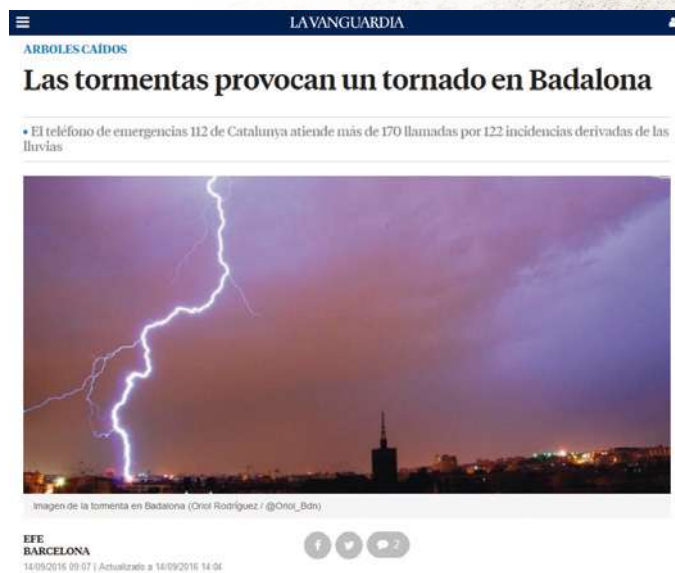 LAVANGUARDIA
ARBOLES CAÍDOS
Las tormentas provocan un tornado en Badalona
• El teléfono de emergencias 112 de Catalunya atiende más de 170 llamadas por 122 incidencias derivadas de las
lluvias
Imagen de la tormenta en Badalona (Oriol Rodríguez / @Oriol_Bdn)
EFE
BARCELONA
2
14/09/2016 09:07 | Actualizado a 14/09/2016 14:04